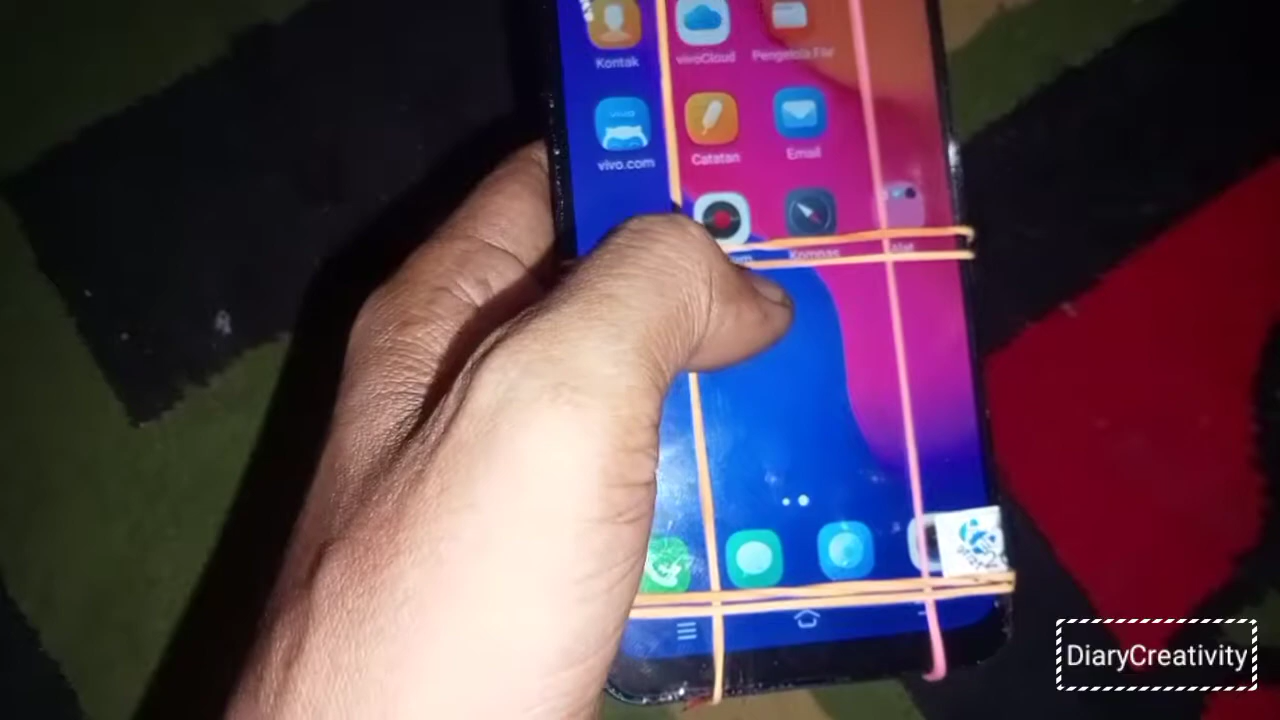 Kontak
vivoCloud
Pengelola File
vivo.com
Catatan
Email
Kompas
DiaryCreativity